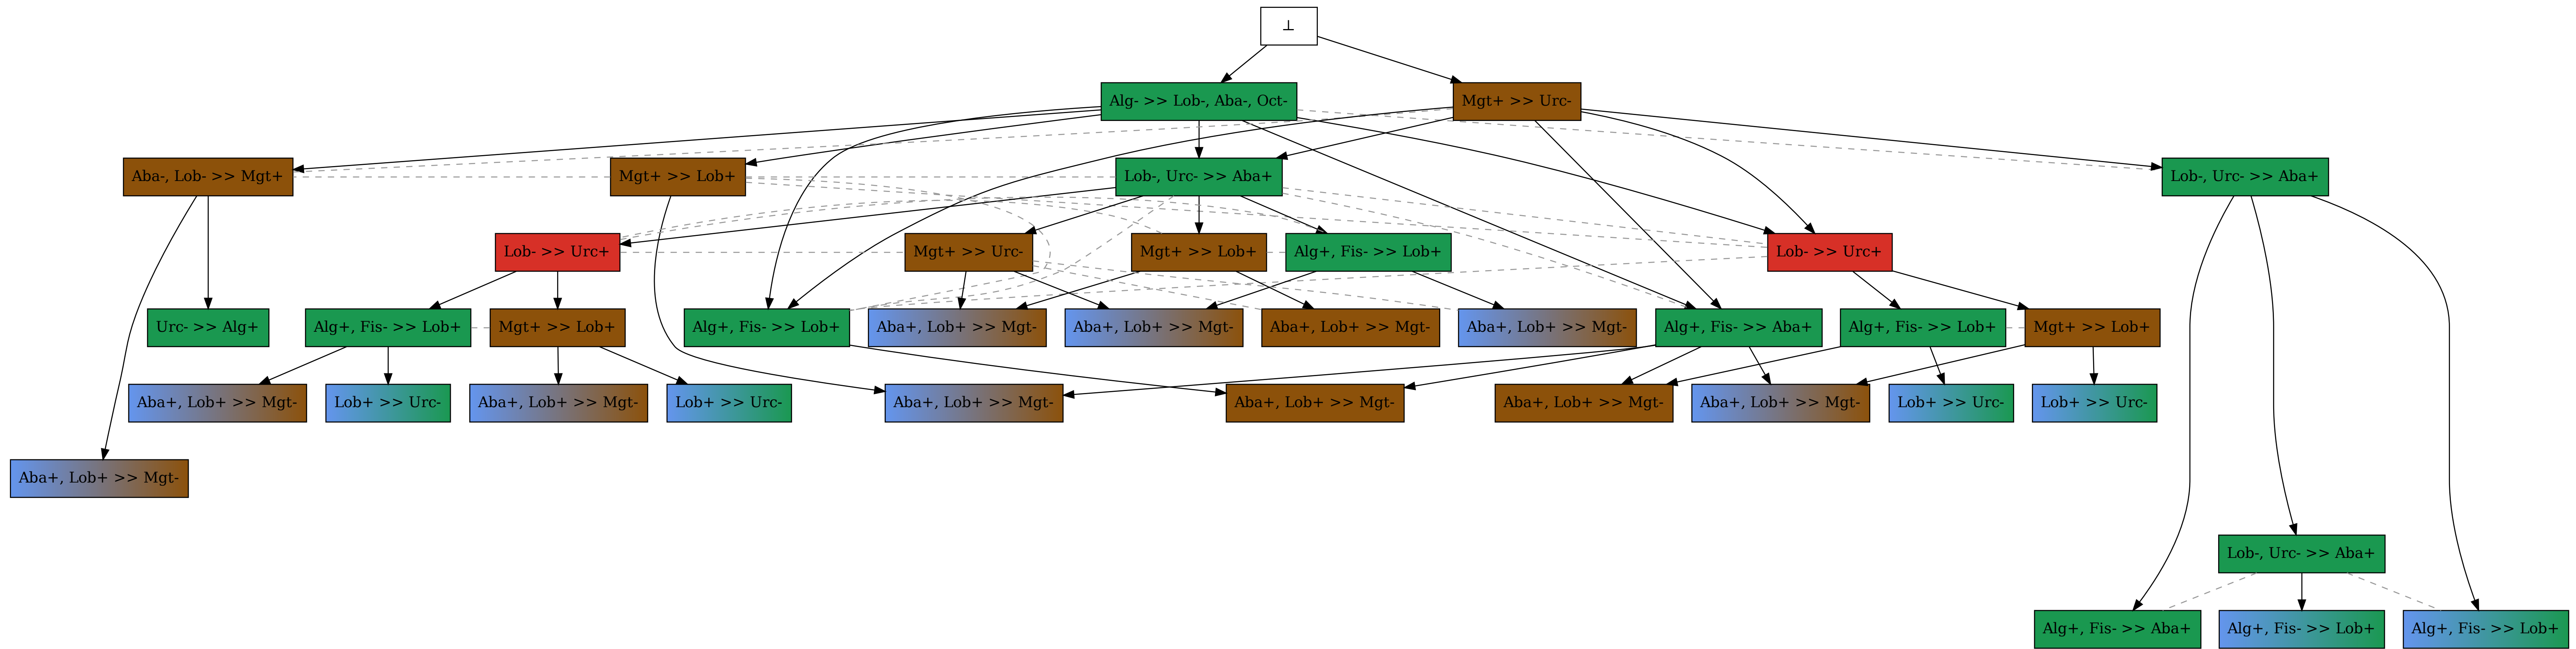 ⊥
Alg- >> Lob-, Aba-, Oct-
Mgt+ >> Urc-
Aba-, Lob- >> Mgt+
Mgt+ >> Lob+
Lob-, Urc- >> Aba+
Lob-, Urc- >> Aba+
Lob- >> Urc+
Mgt+ >> Urc-
Mgt+ >> Lob+
Alg+, Fis- >> Lob+
Lob- >> Urc+
Urc- >> Alg+
Alg+, Fis- >> Lob+
Mgt+ >> Lob+
Alg+, Fis- >> Lob+
Aba+, Lob+ >> Mgt-
Aba+, Lob+ >> Mgt-
Aba+, Lob+ >> Mgt-
Aba+, Lob+ >> Mgt-
Alg+, Fis- >> Aba+
Alg+, Fis- >> Lob+
Mgt+ >> Lob+
Aba+, Lob+ >> Mgt-
Lob+ >> Urc-
Aba+, Lob+ >> Mgt-
Lob+ >> Urc-
Aba+, Lob+ >> Mgt-
Aba+, Lob+ >> Mgt-
Aba+, Lob+ >> Mgt-
Aba+, Lob+ >> Mgt-
Lob+ >> Urc-
Lob+ >> Urc-
Aba+, Lob+ >> Mgt-
Lob-, Urc- >> Aba+
Alg+, Fis- >> Aba+
Alg+, Fis- >> Lob+
Alg+, Fis- >> Lob+